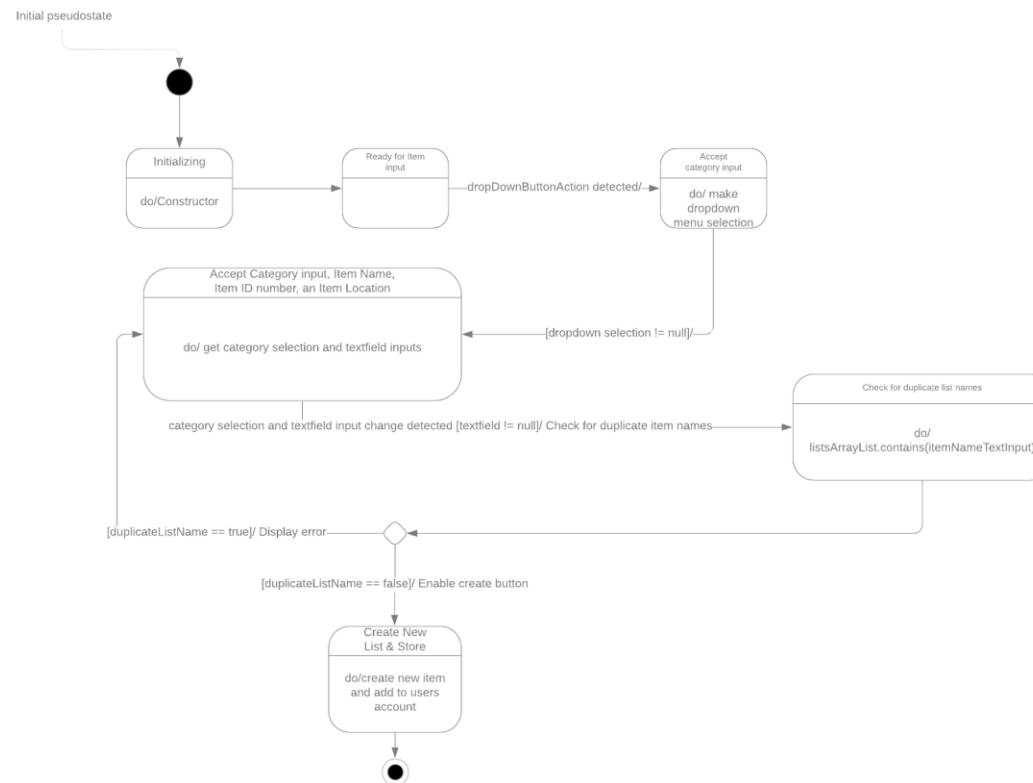 Initial pseudostate
Initializing
do/Constructor
Ready for Item
input
dropDownButtonAction detected/
Accept
category input
do/ make
dropdown
menu selection
Accept Category input, Item Name,
Item ID number, an Item Location
do/ get category selection and textfield inputs
[dropdown selection != null]/
category selection and textfield input change detected [textfield != null]/ Check for duplicate item names
Check for duplicate list names
do/
listsArrayList.contains(itemNameTextInput)
[duplicateListName == true]/ Display error
[duplicateListName == false]/ Enable create button
Create New
List & Store
do/create new item
and add to users
account